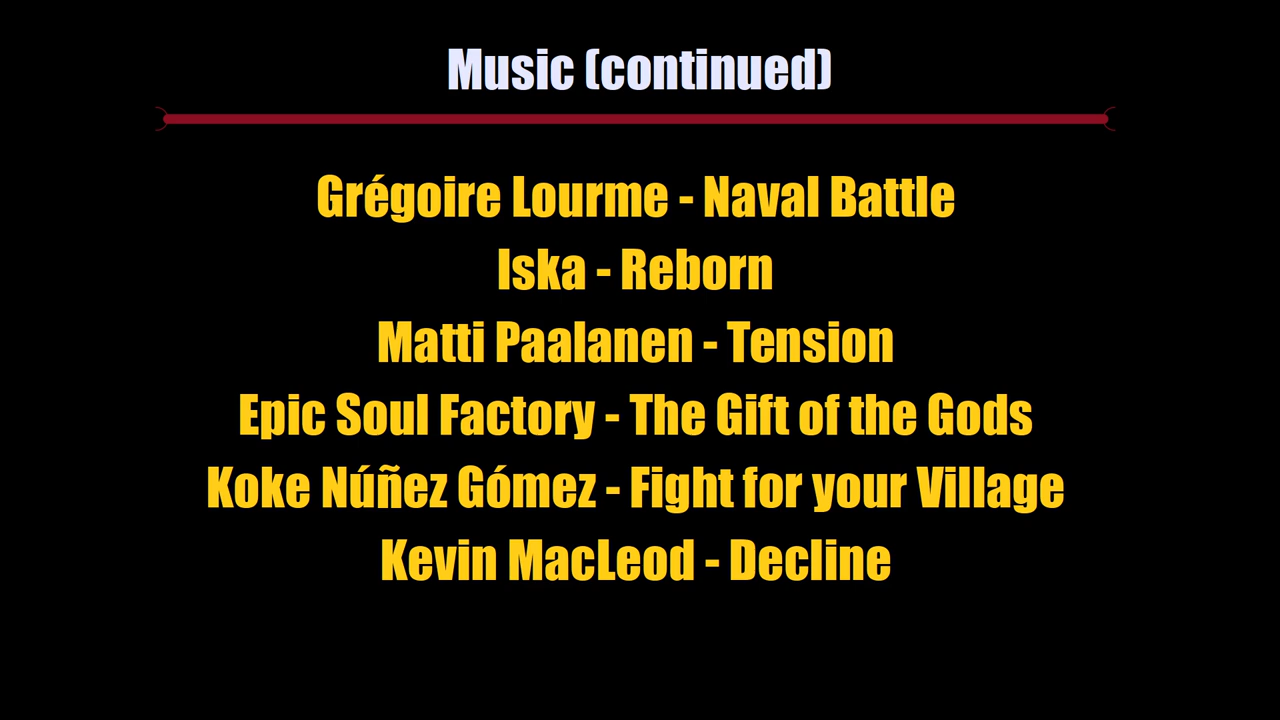 Music (continued)
Grégoire Lourme - Naval Battle
Iska - Reborn
Matti Paalanen - Tension
Epic Soul Factory - The Gift of the Gods
Koke Núñez Gómez - Fight for your Village
Kevin MacLeod - Decline